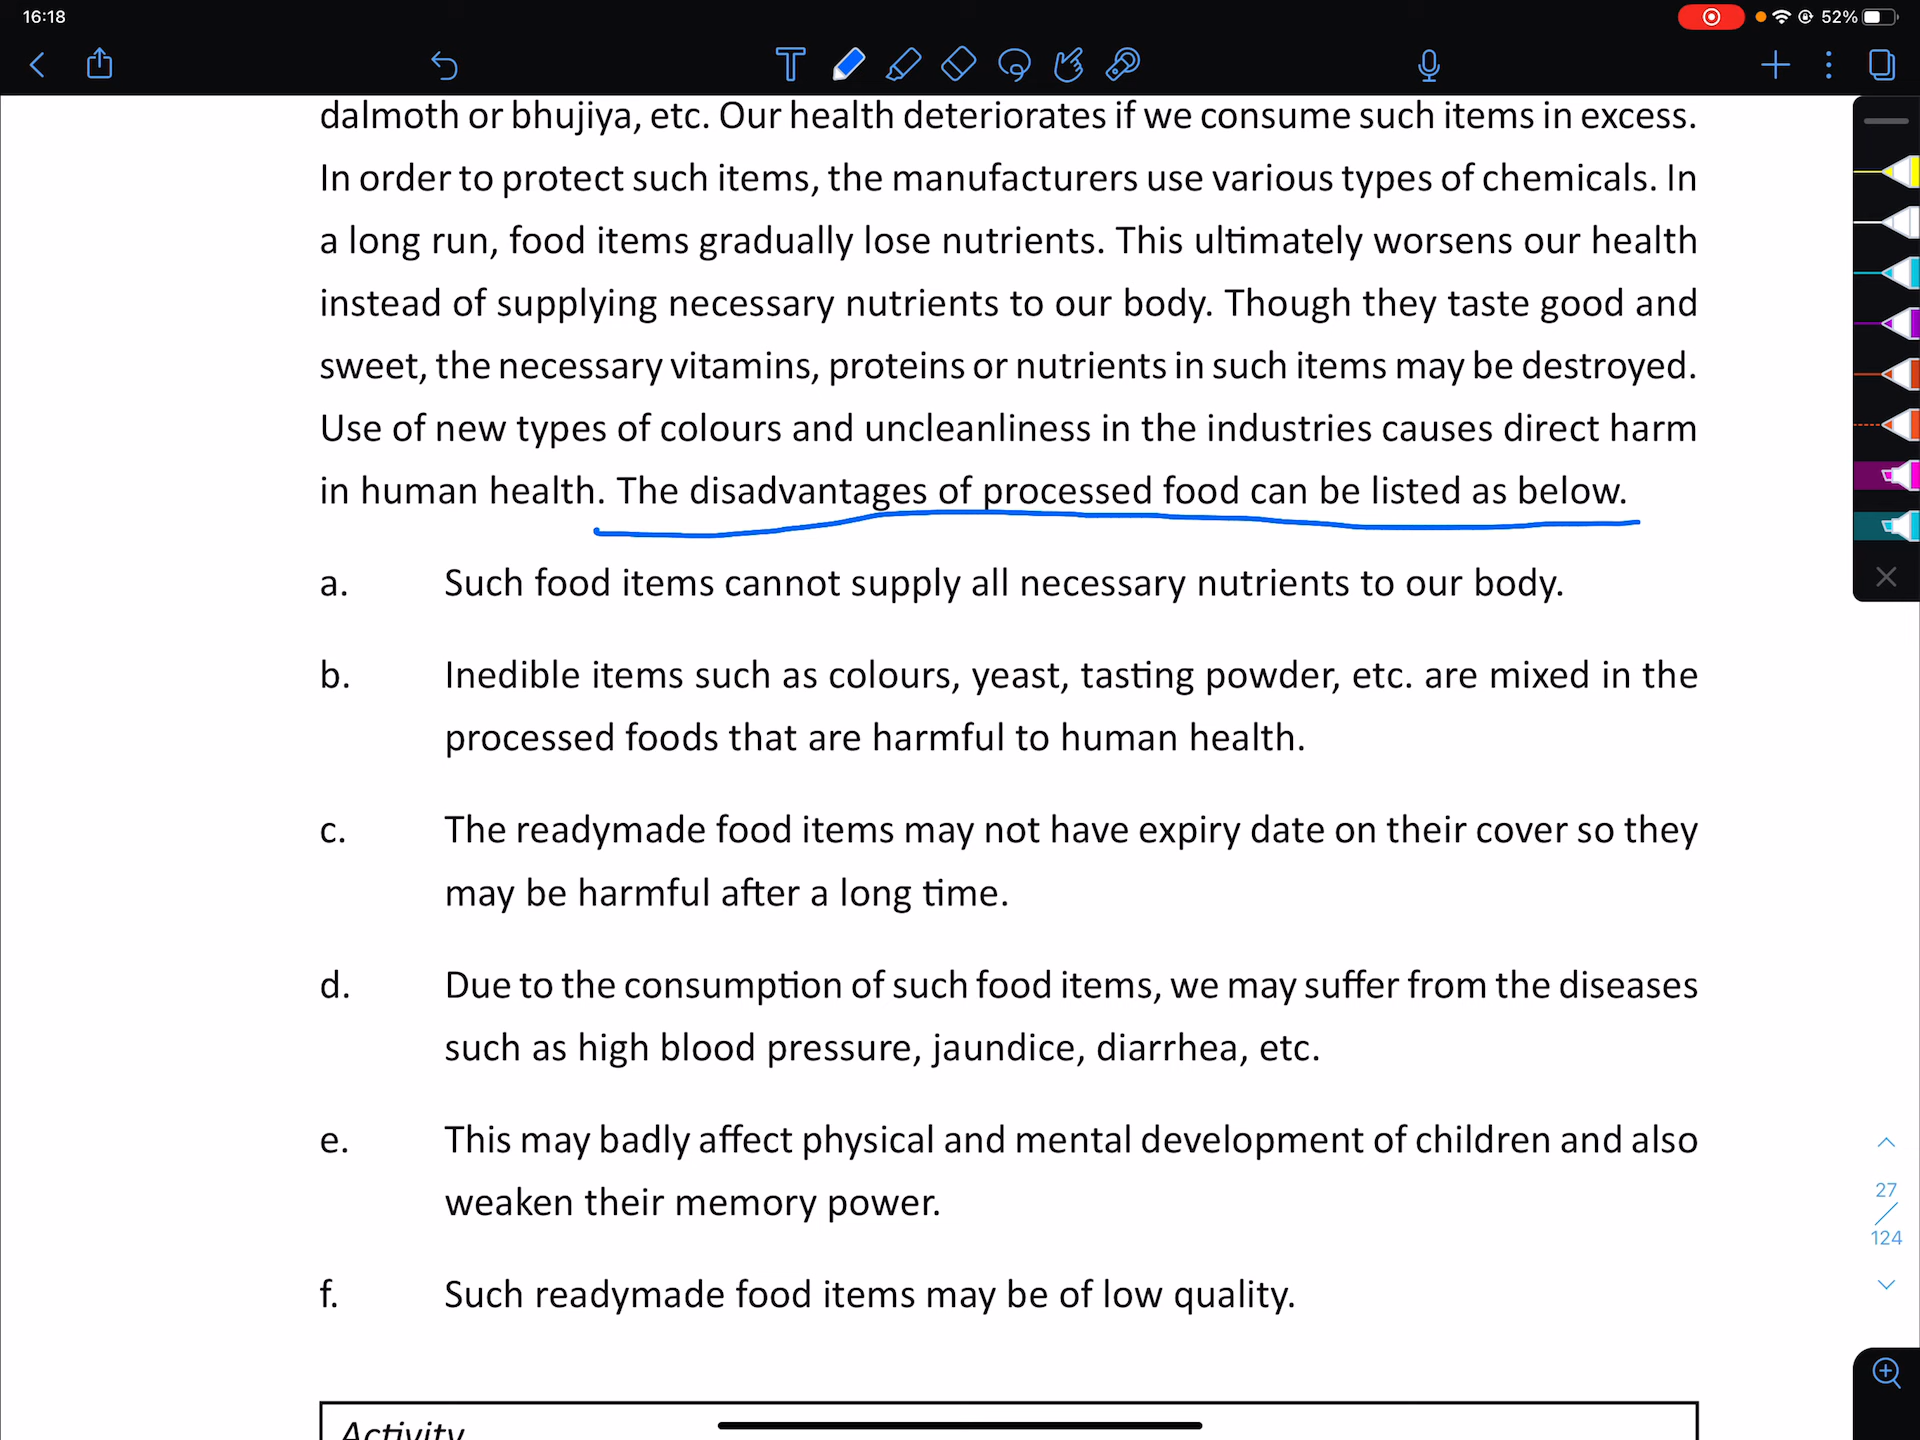 16:18
52%
dalmoth or bhujiya, etc. Our health deteriorates if we consume such items in excess.
In order to protect such items, the manufacturers use various types of chemicals. In
a long run, food items gradually lose nutrients. This ultimately worsens our health
instead of supplying necessary nutrients to our body. Though they taste good and
sweet, the necessary vitamins, proteins or nutrients in such items may be destroyed.
Use of new types of colours and uncleanliness in the industries causes direct harm
in human health. The disadvantages of processed food can be listed as below.
a. Such food items cannot supply all necessary nutrients to our body.
b. Inedible items such as colours, yeast, tasting powder, etc. are mixed in the
processed foods that are harmful to human health.
c. The readymade food items may not have expiry date on their cover so they
may be harmful after a long time.
d. Due to the consumption of such food items, we may suffer from the diseases
such as high blood pressure, jaundice, diarrhea, etc.
e. This may badly affect physical and mental development of children and also
weaken their memory power.
f. Such readymade food items may be of low quality.
27
/
124
Activity